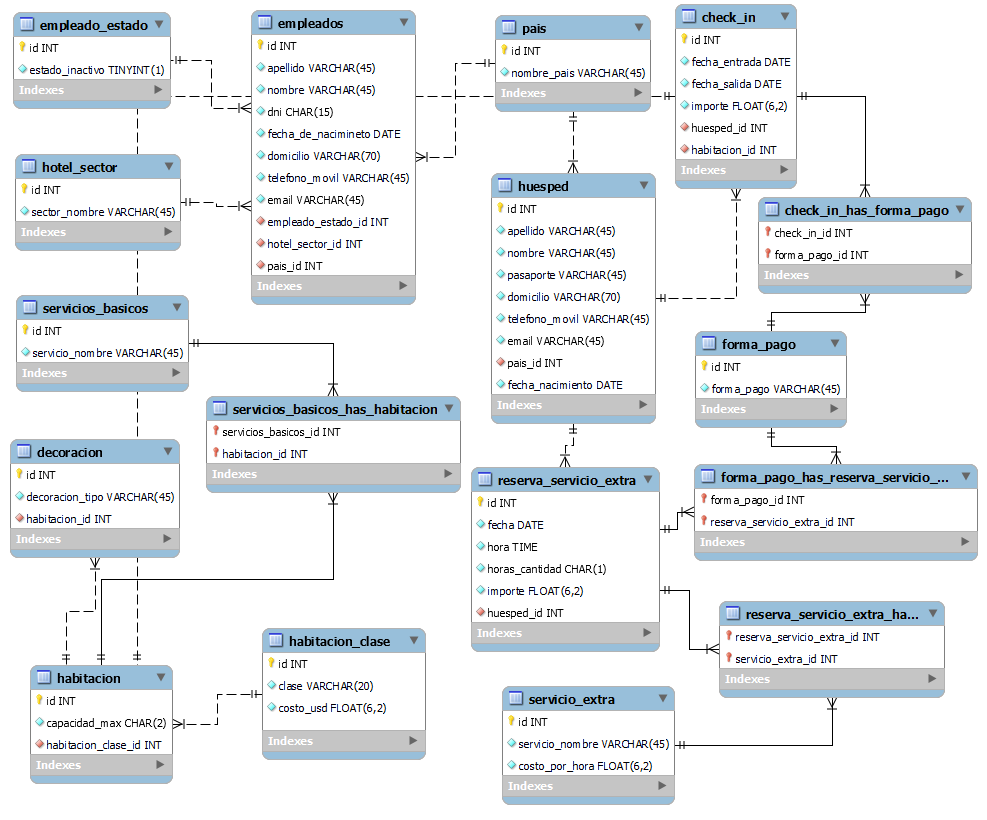 empleado_estado
id INT
estado_inactivo TINYINT(1)
Indexes
empleados
id INT
apellido VARCHAR(45)
nombre VARCHAR(45)
dni CHAR(15)
fecha_de_nacimineto DATE
domicilio VARCHAR(70)
telefono_movil VARCHAR(45)
email VARCHAR(45)
empleado_estado_id INT
hotel_sector_id INT
pais_id INT
Indexes
pais
id INT
nombre_pais VARCHAR(45)
Indexes
check_in
id INT
fecha_entrada DATE
fecha_salida DATE
importe FLOAT(6,2)
huesped_id INT
habitacion_id INT
Indexes
hotel_sector
id INT
sector_nombre VARCHAR(45)
Indexes
huesped
id INT
apellido VARCHAR(45)
nombre VARCHAR(45)
pasaporte VARCHAR(45)
domicilio VARCHAR(70)
telefono_movil VARCHAR(45)
email VARCHAR(45)
pais_id INT
fecha_nacimiento DATE
Indexes
check_in_has_forma_pago
check_in_id INT
forma_pago_id INT
Indexes
servicios_basicos
id INT
servicio_nombre VARCHAR(45)
Indexes
forma_pago
id INT
forma_pago VARCHAR(45)
Indexes
servicios_basicos_has_habitacion
servicios_basicos_id INT
habitacion_id INT
Indexes
decoracion
id INT
decoracion_tipo VARCHAR(45)
habitacion_id INT
Indexes
reserva_servicio_extra
id INT
fecha DATE
hora TIME
horas_cantidad CHAR(1)
importe FLOAT(6,2)
huesped_id INT
Indexes
forma_pago_has_reserva_servicio_...
forma_pago_id INT
reserva_servicio_extra_id INT
Indexes
reserva_servicio_extra_ha...
reserva_servicio_extra_id INT
servicio_extra_id INT
Indexes
habitacion
id INT
capacidad_max CHAR(2)
habitacion_clase_id INT
Indexes
habitacion_clase
id INT
clase VARCHAR(20)
costo_usd FLOAT(6,2)
Indexes
servicio_extra
id INT
servicio_nombre VARCHAR(45)
costo_por_hora FLOAT(6,2)
Indexes